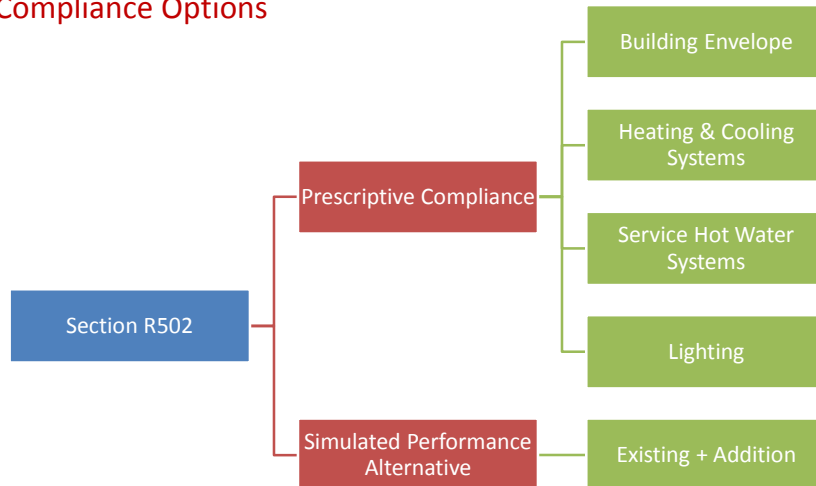 Compliance Options
Building Envelope
Heating & Cooling
Systems
Prescriptive Compliance
Service Hot Water
Systems
Section R502
Lighting
Simulated Performance
Alternative
Existing + Addition